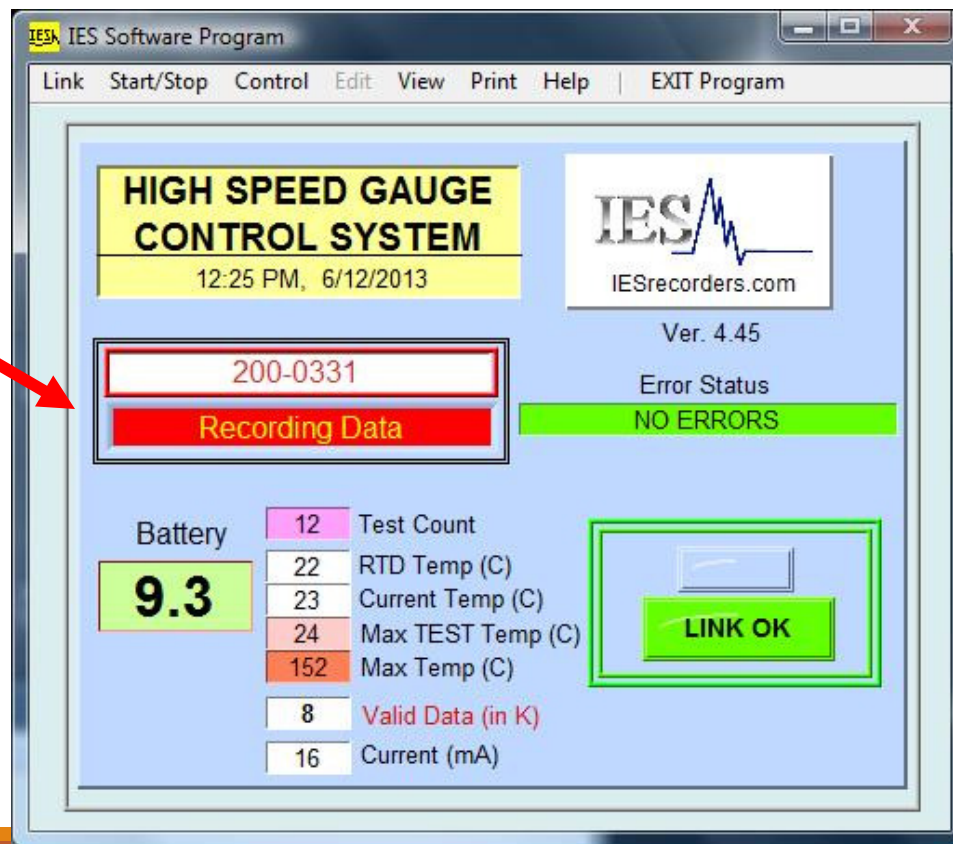 IESA IES Software Program
Link Start/Stop Control Edit View Print Help | EXIT Program
HIGH SPEED GAUGE
CONTROL SYSTEM
12:25 PM, 6/12/2013
IES
IESrecorders.com
Ver. 4.45
200-0331
Recording Data
Error Status
NO ERRORS
Battery
9.3
12 Test Count
22 RTD Temp (C)
23 Current Temp (C)
24 Max TEST Temp (C)
152 Max Temp (C)
8 Valid Data (in K)
16 Current (mA)
LINK OK